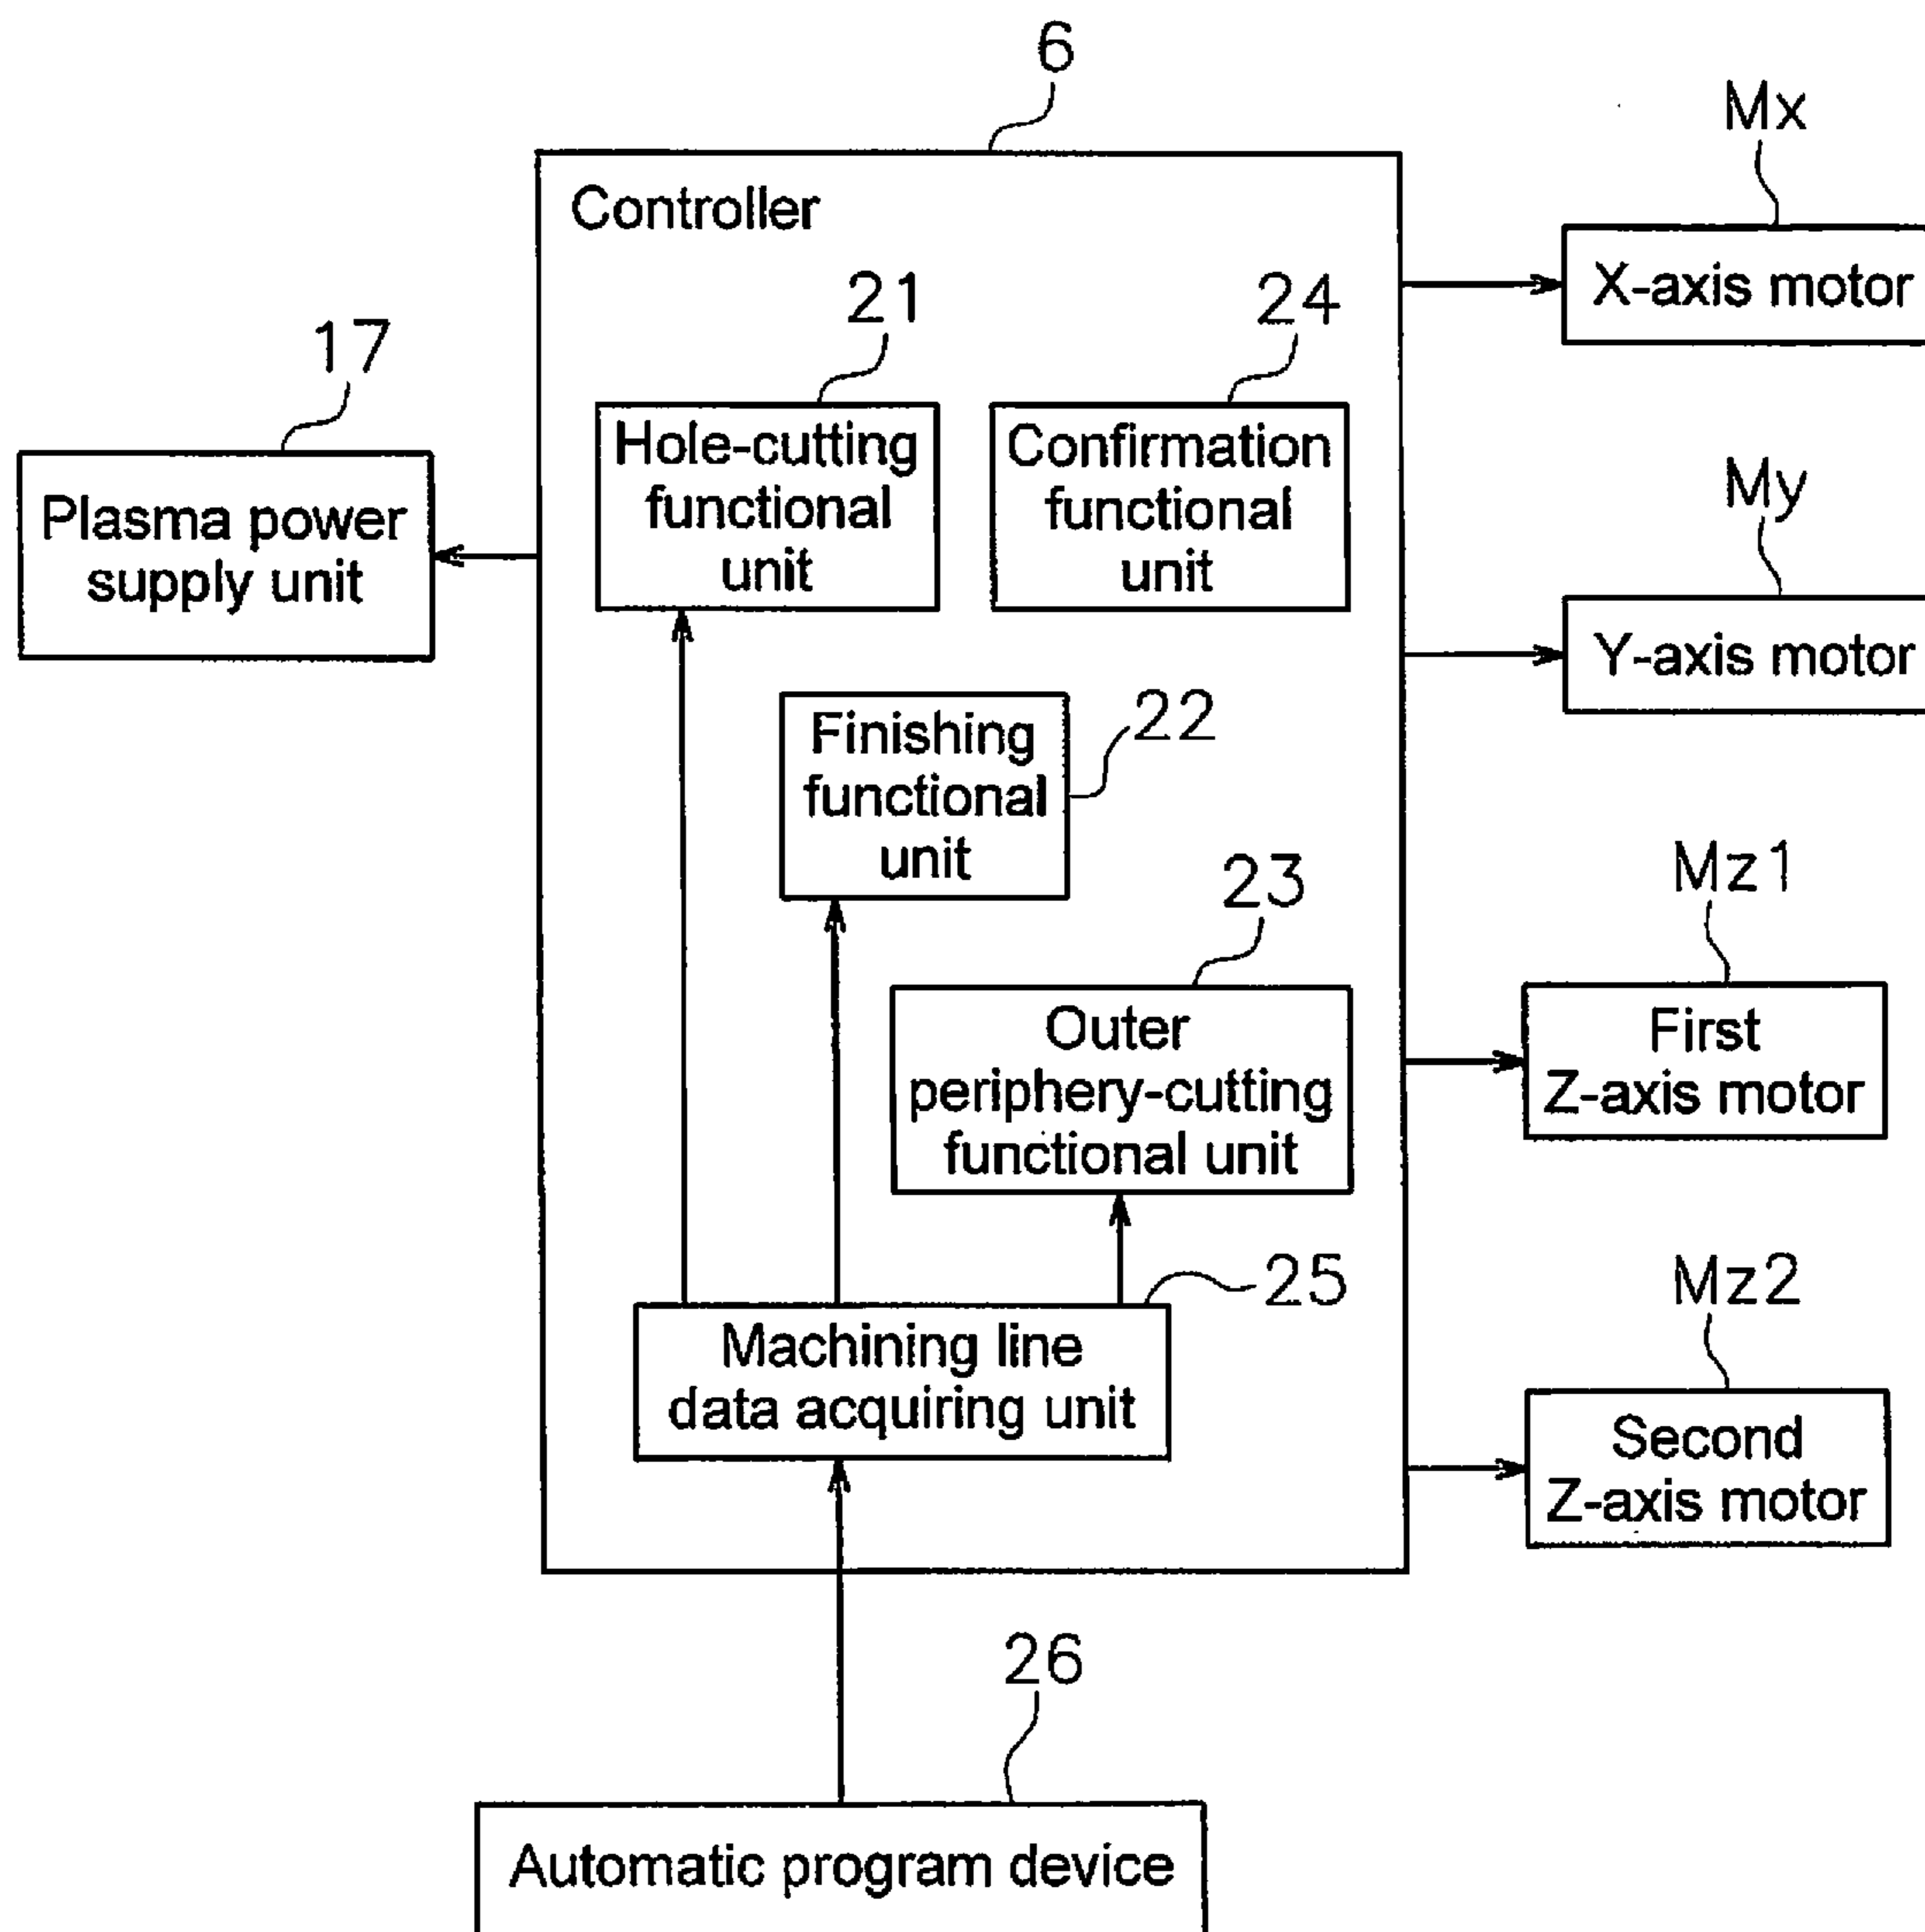 6
Mx
Controller
21
24
X-axis motor
17
Hole-cutting
functional
unit
Confirmation
functional
unit
Plasma power
supply unit
My
22
Finishing
functional
unit
Y-axis motor
23
Mz1
Outer
periphery-cutting
functional unit
First
Z-axis motor
25
Mz2
Machining line
data acquiring unit
Second
Z-axis motor
26
Automatic program device